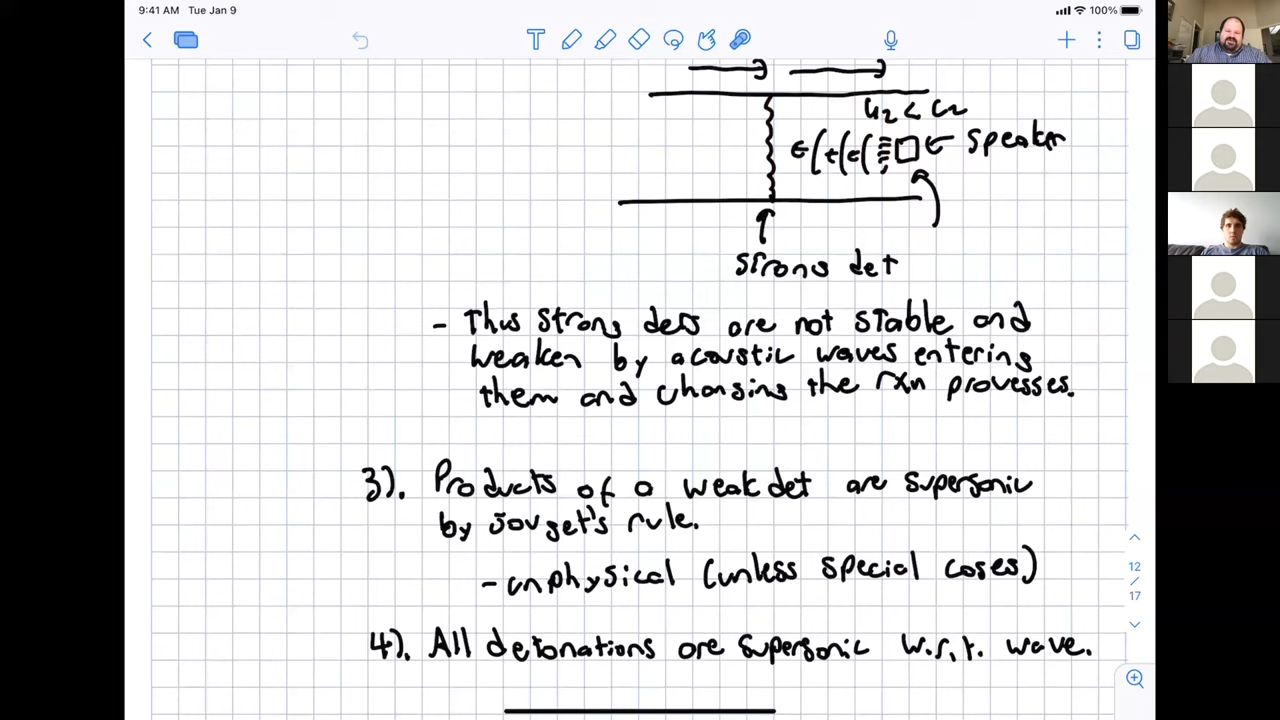 9:41 AM Tue Jan 9
100%
u₂ < c₂
speaker
strong det
- Thus strong dets are not stable and
weaken by acoustic waves entering
them and changing the rxn processes.
3). Products of a weak det are supersonic
by Jouget's rule.
- unphysical (unless special cases)
4). All detonations are supersonic w.r.t. wave.
12
/
17